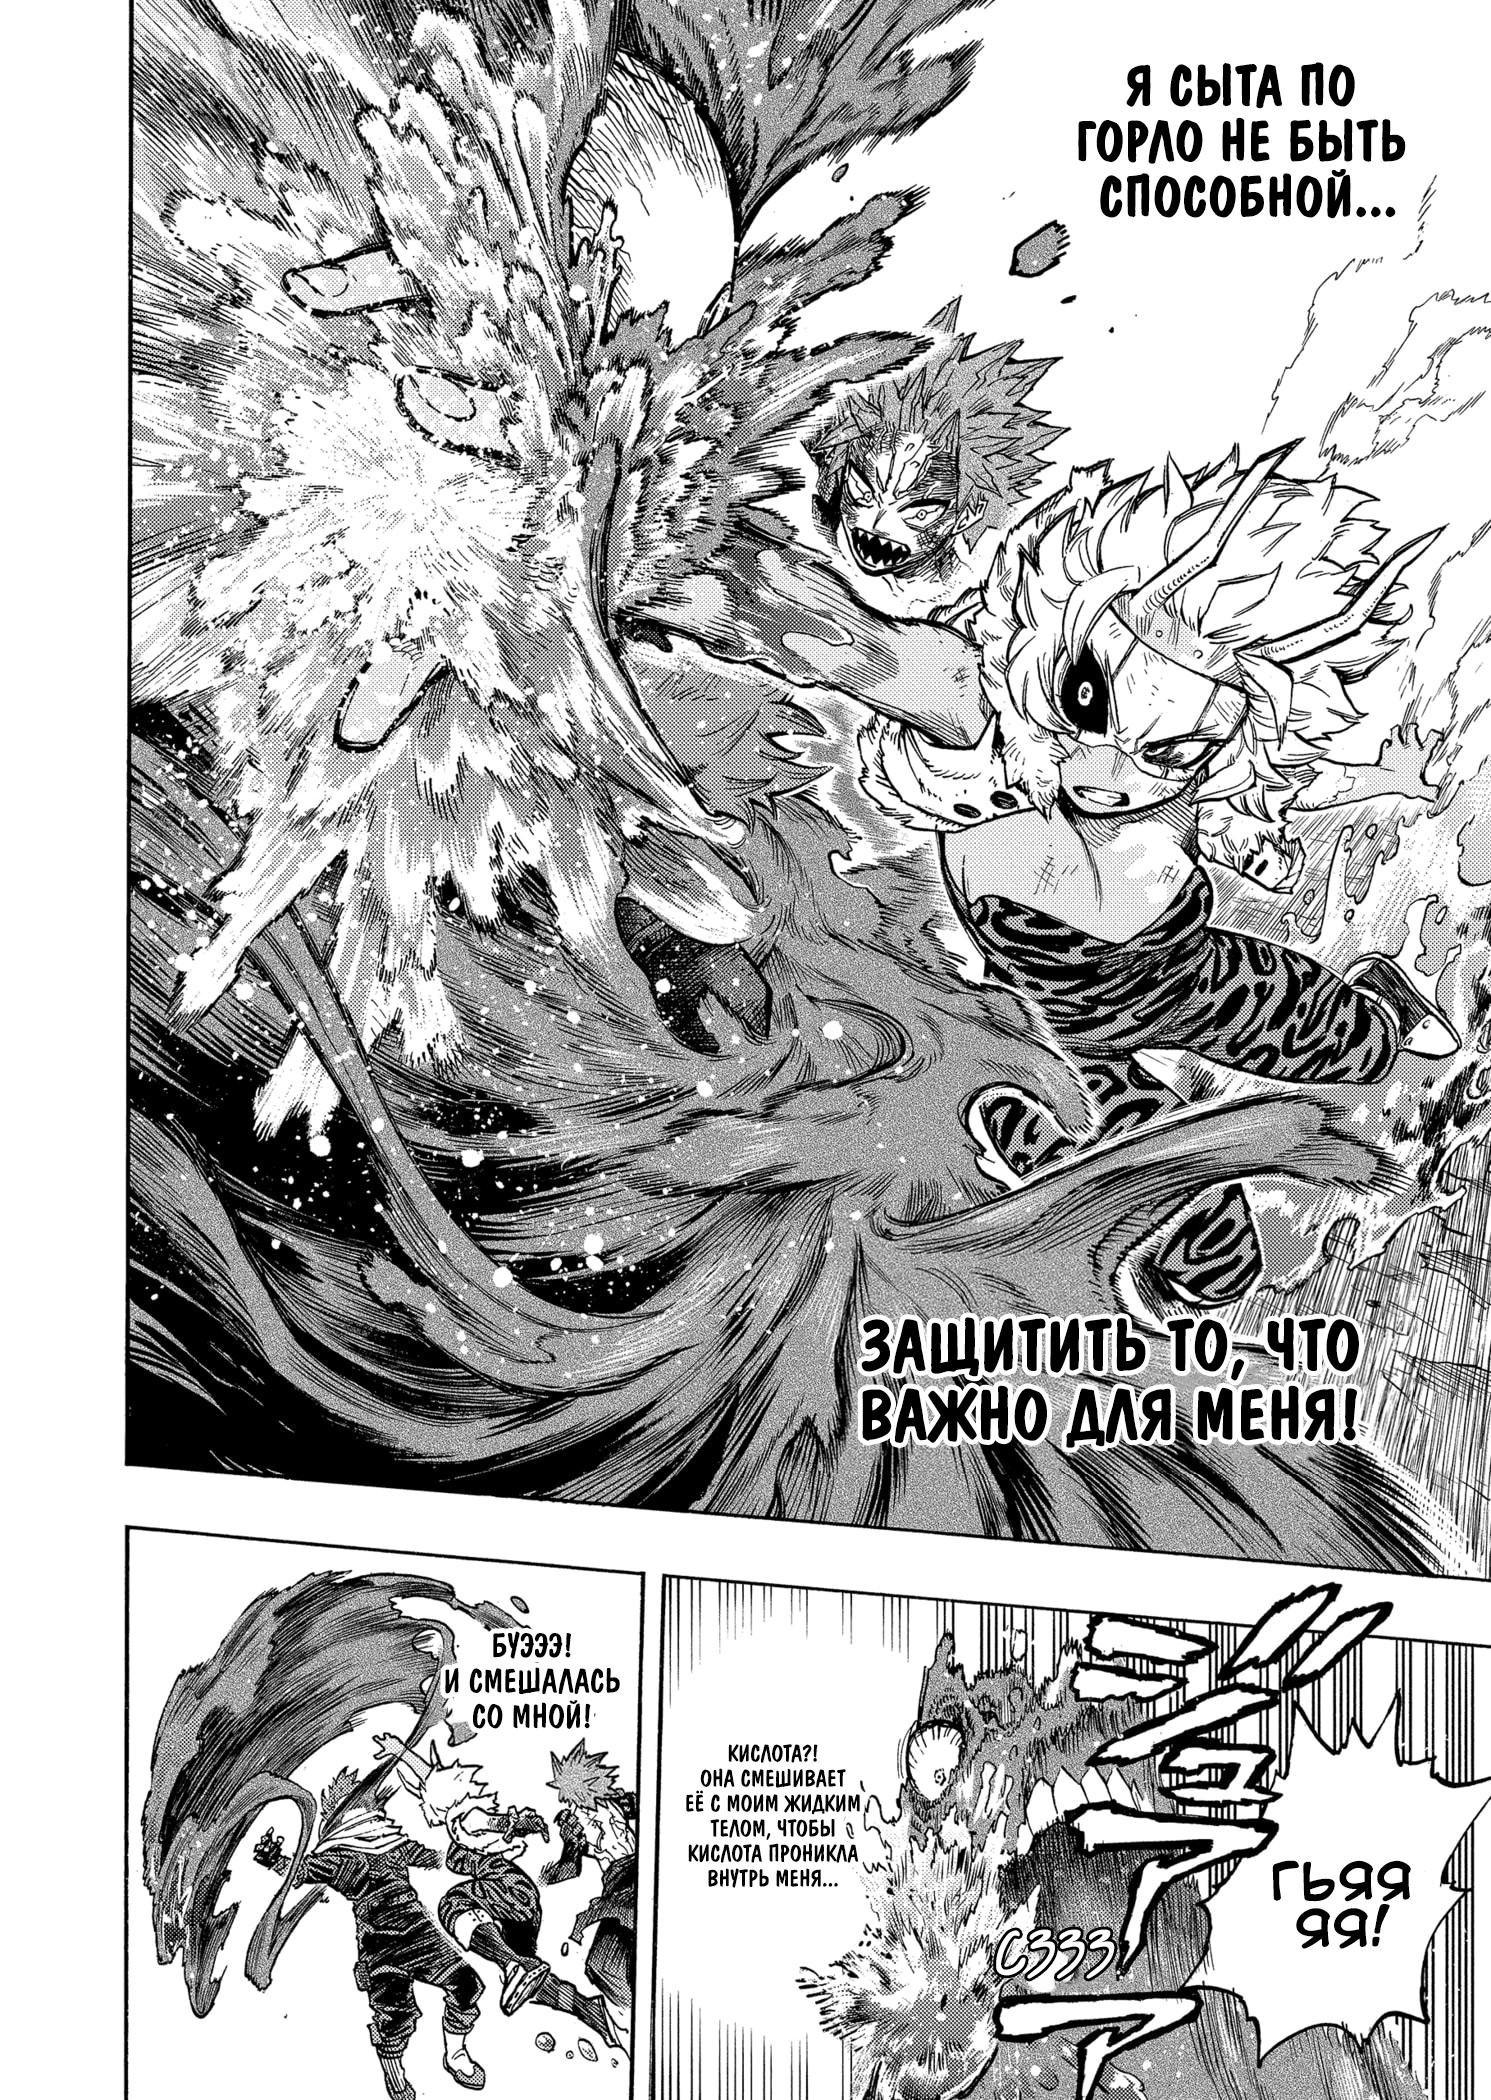 Я СЫТА ПО
ГОРЛО НЕ БЫТЬ
СПОСОБНОЙ...
ЗАЩИТИТЬ ТО, ЧТО
ВАЖНО ДЛЯ МЕНЯ!
ГЬЯЯ
ЯЯ!
СЗЗЗ
КИСЛОТА?!
ОНА СМЕШИВАЕТ
ЕЁ С МОИМ ЖИДКИМ
ТЕЛОМ, ЧТОБЫ
КИСЛОТА ПРОНИКЛА
ВНУТРЬ МЕНЯ...
БУЭЭЭ!
И СМЕШАЛАСЬ
СО МНОЙ!